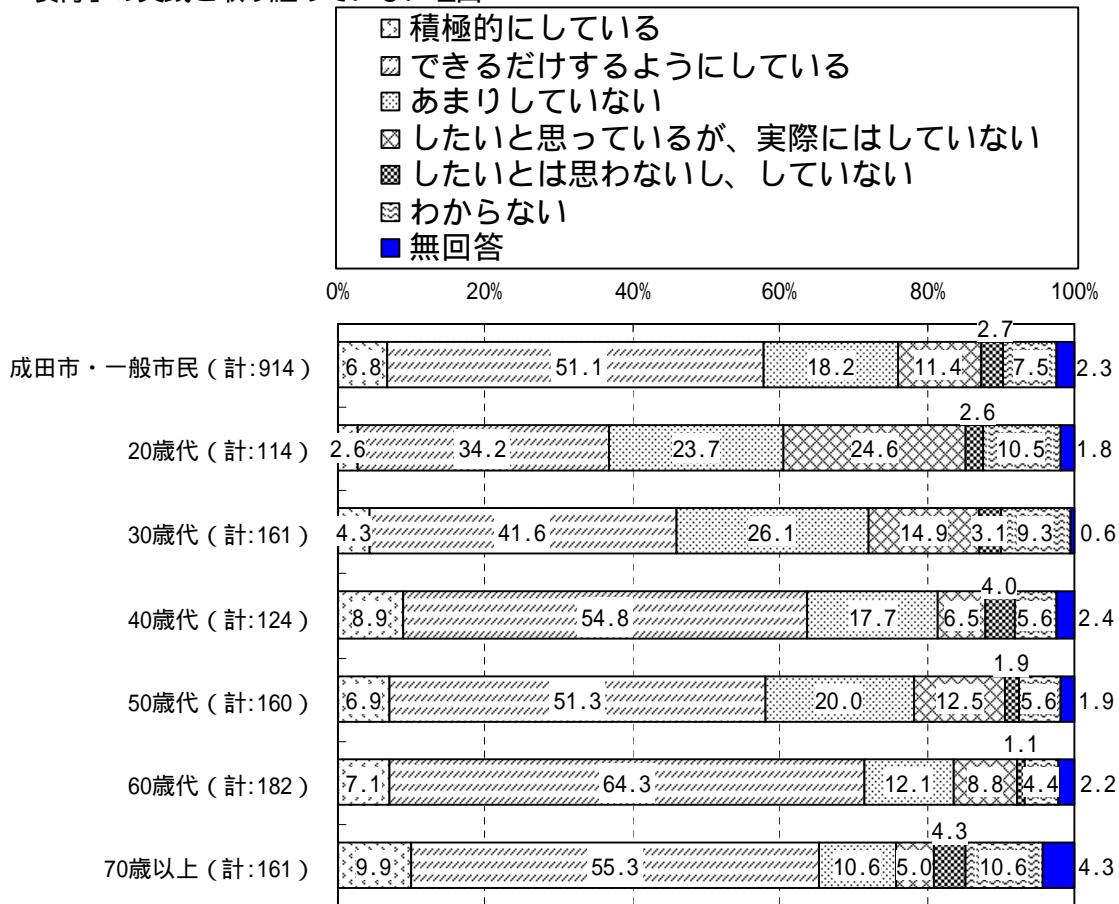 積極的にしている
できるだけするようにしている
あまりしていない
したいと思っているが、実際にはしていない
したいとは思わないし、していない
わからない
無回答
0% 20% 40% 60% 80% 100%
2.7
成田市・一般市民（計:914） 6.8 51.1 18.2 11.4 7.5 2.3
2.6
20歳代（計:114） 2.6 34.2 23.7 24.6 10.5 1.8
30歳代（計:161） 4.3 41.6 26.1 14.9 3.1 9.3 0.6
4.0
40歳代（計:124） 8.9 54.8 17.7 6.5 5.6 2.4
1.9
50歳代（計:160） 6.9 51.3 20.0 12.5 5.6 1.9
1.1
60歳代（計:182） 7.1 64.3 12.1 8.8 4.4 2.2
4.3
70歳以上（計:161） 9.9 55.3 10.6 5.0 10.6 4.3